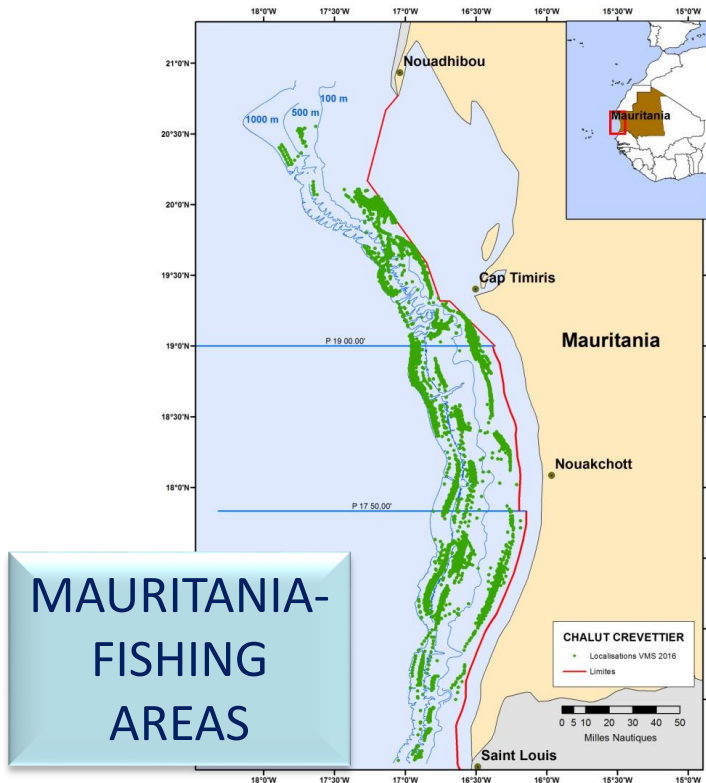 18°0'W 17°30'W 17°0'W 16°30'W 16°0'W 15°30'W 15°0'W
21°0'N
20°30'N
20°0'N
19°30'N
19°0'N
18°30'N
18°0'N
Nouadhibou
100 m
500 m
1000 m
Mauritania
Cap Timiris
P 19 00.00'
Mauritania
Nouakchott
P 17 50,00'
MAURITANIA-
FISHING
AREAS
CHALUT CREVETTIER
Localisations VMS 2016
Limites
0 5 10 20 30 40 50
Milles Nautiques
Saint Louis
18°0'W 17°30'W 17°0'W 16°30'W 16°0'W 15°30'W 15°0'W